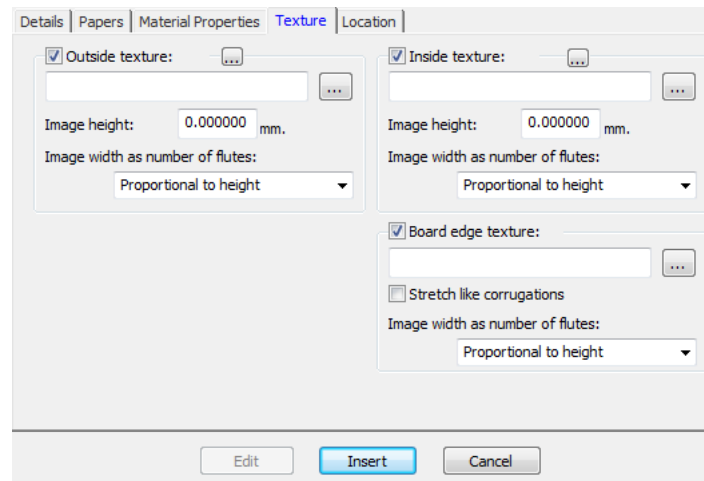 Details Papers Material Properties Texture Location
Outside texture: ...
...
Image height: 0.000000 mm.
Image width as number of flutes:
Proportional to height
Inside texture: ...
...
Image height: 0.000000 mm.
Image width as number of flutes:
Proportional to height
Board edge texture:
...
Stretch like corrugations
Image width as number of flutes:
Proportional to height
Edit Insert Cancel